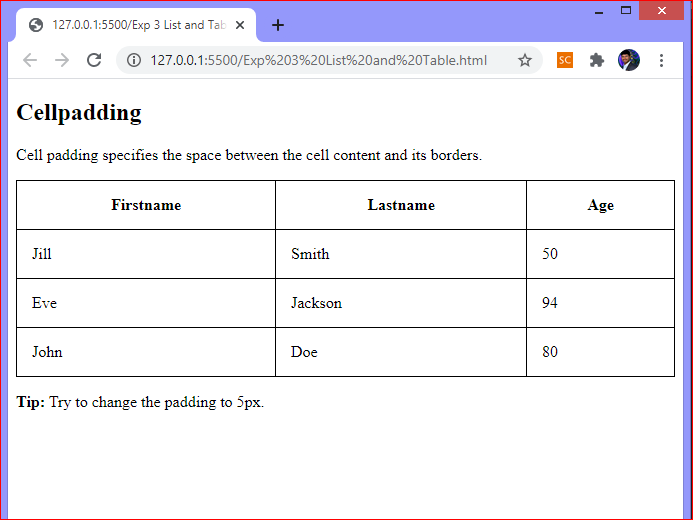 127.0.0.1:5500/Exp 3 List and Tab
127.0.0.1:5500/Exp%203%20List%20and%20Table.html
SC
Cellpadding
Cell padding specifies the space between the cell content and its borders.
Firstname Lastname Age
Jill Smith 50
Eve Jackson 94
John Doe 80
Tip: Try to change the padding to 5px.